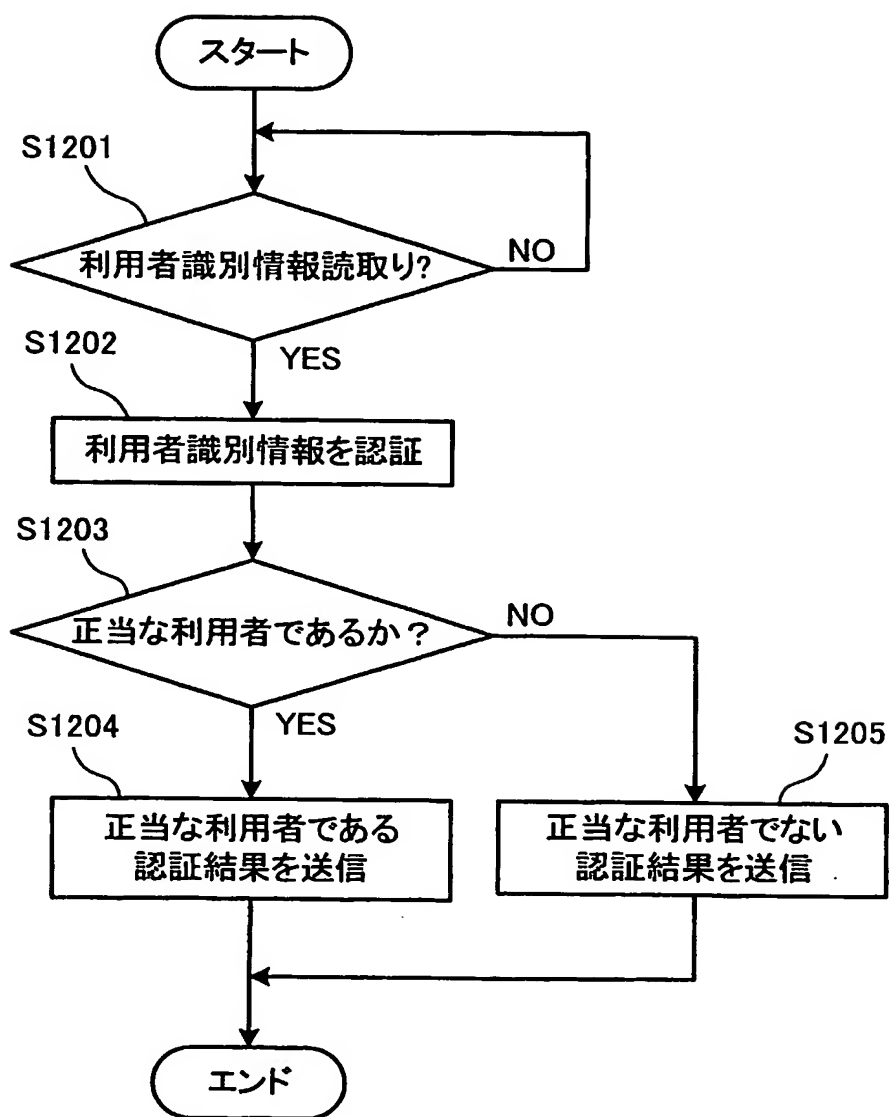 スタート
S1201
利用者識別情報読取り?
NO
YES
S1202
利用者識別情報を認証
S1203
正当な利用者であるか？
NO
YES
S1204
正当な利用者である
認証結果を送信
S1205
正当な利用者でない
認証結果を送信
エンド